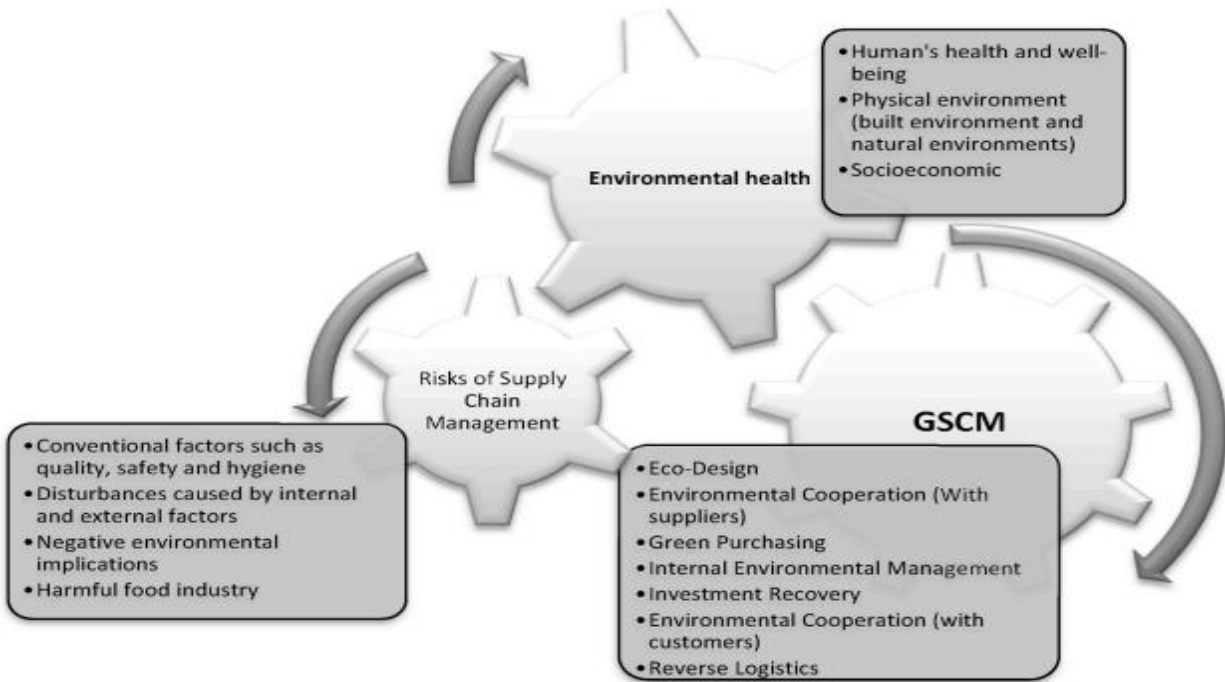 • Human's health and well-
being
• Physical environment
(built environment and
natural environments)
• Socioeconomic
Environmental health
Risks of Supply
Chain
Management
• Conventional factors such as
quality, safety and hygiene
• Disturbances caused by internal
and external factors
• Negative environmental
implications
• Harmful food industry
GSCM
• Eco-Design
• Environmental Cooperation (With
suppliers)
• Green Purchasing
• Internal Environmental Management
• Investment Recovery
• Environmental Cooperation (with
customers)
• Reverse Logistics